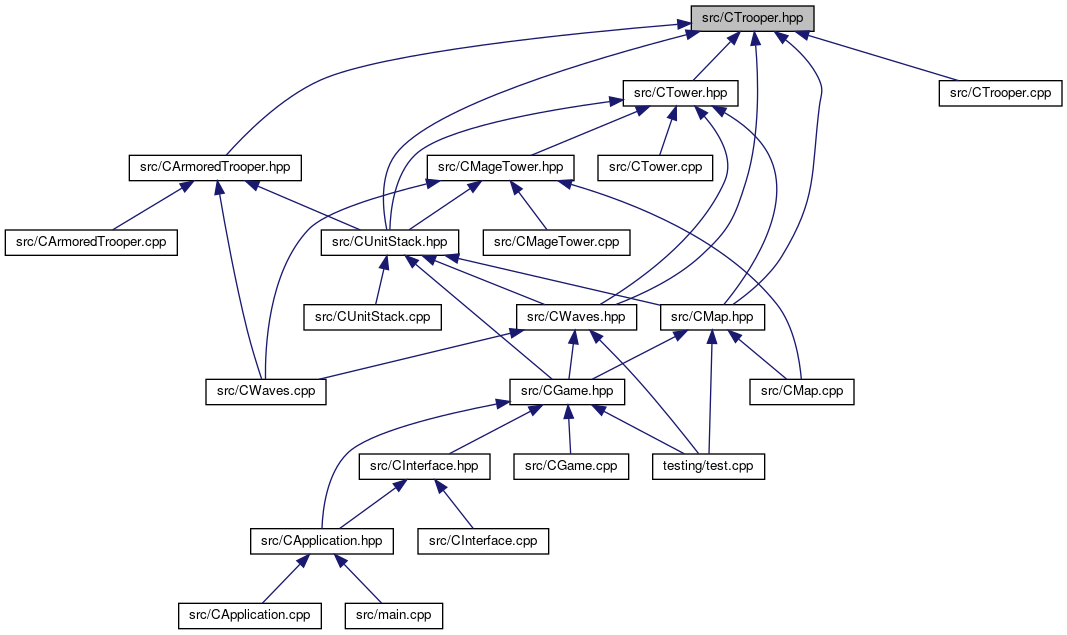 src/CTrooper.hpp
src/CTower.hpp
src/CTrooper.cpp
src/CArmoredTrooper.hpp
src/CMageTower.hpp
src/CTower.cpp
src/CArmoredTrooper.cpp
src/CUnitStack.hpp
src/CMageTower.cpp
src/CUnitStack.cpp
src/CWaves.hpp
src/CMap.hpp
src/CWaves.cpp
src/CGame.hpp
src/CMap.cpp
src/CInterface.hpp
src/CGame.cpp
testing/test.cpp
src/CApplication.hpp
src/CInterface.cpp
src/CApplication.cpp
src/main.cpp